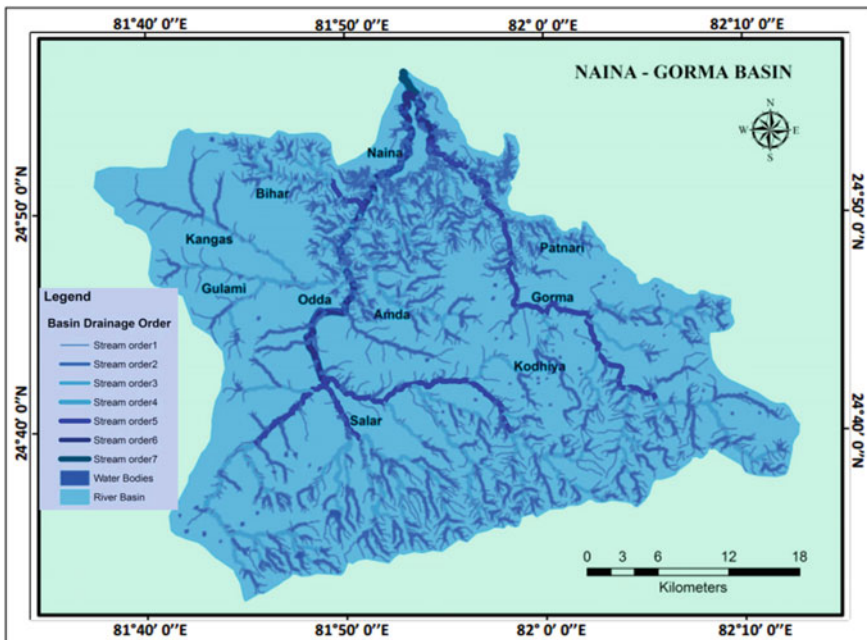 81°40' 0"E 81°50' 0"E 82°0' 0"E 82°10' 0"E
NAINA - GORMA BASIN
N
W E
S
24°50' 0"N
24°50' 0"N
24°40' 0"N
24°40' 0"N
Naina
Bihar
Kangas
Patnari
Gulami
Odda
Gorma
Amda
Kodhiya
Salar
Legend
Basin Drainage Order
Stream order1
Stream order2
Stream order3
Stream order4
Stream order5
Stream order6
Stream order7
Water Bodies
River Basin
0 3 6 12 18
Kilometers
81°40' 0"E 81°50' 0"E 82°0' 0"E 82°10' 0"E